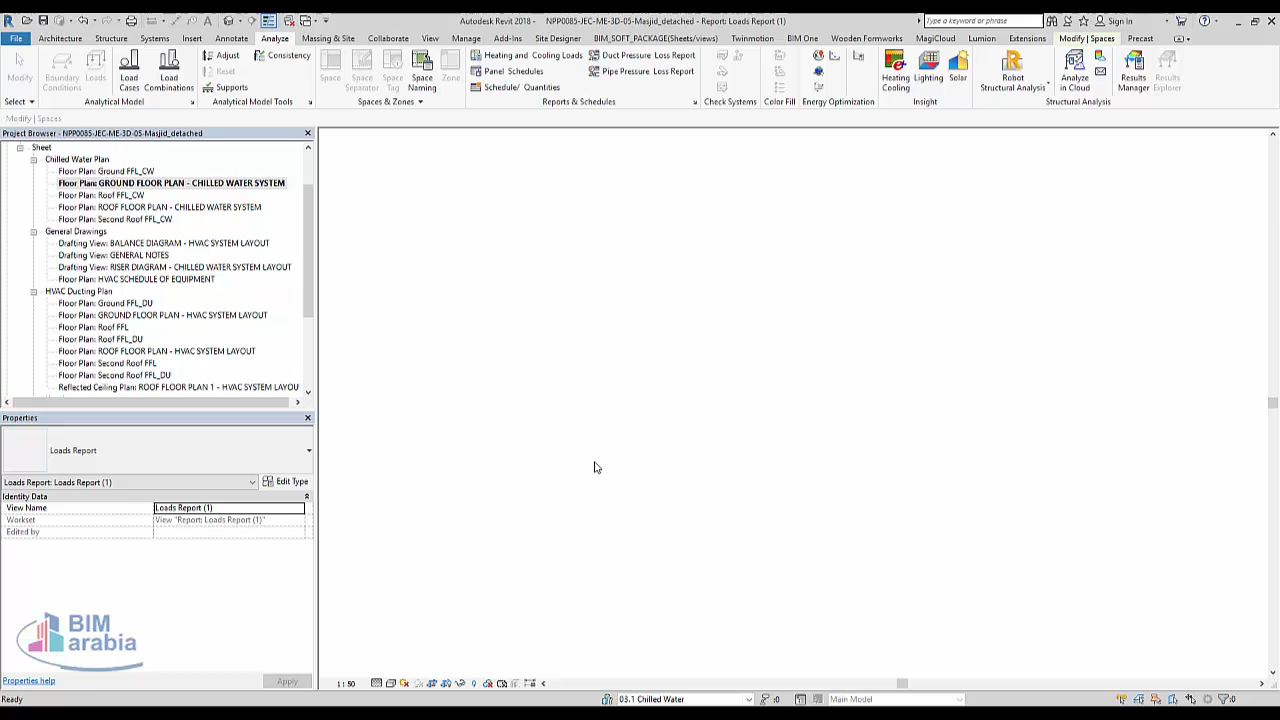 Autodesk Revit 2018 - NPP0085-JEC-ME-3D-05-Masjid_detached - Report: Loads Report (1)
Type a keyword or phrase
Sign In
File Architecture Structure Systems Insert Annotate Analyze Massing & Site Collaborate View Manage Add-Ins Site Designer BIM_SOFT_PACKAGE(Sheets/views) Twinmotion BIM One Wooden Formworks MagiCloud Lumion Extensions Modify | Spaces Precast
Modify
Boundary Conditions
Loads
Load Cases
Load Combinations
Adjust
Reset
Supports
Consistency
Space
Space Separator
Space Tag
Space Naming
Zone
Heating and Cooling Loads
Panel Schedules
Schedule/ Quantities
Duct Pressure Loss Report
Pipe Pressure Loss Report
Heating Cooling
Lighting
Solar
Robot Structural Analysis
Analyze in Cloud
Results Manager
Results Explorer
Select Analytical Model Analytical Model Tools Spaces & Zones Reports & Schedules Check Systems Color Fill Energy Optimization Insight Structural Analysis
Modify | Spaces
Project Browser - NPP0085-JEC-ME-3D-05-Masjid_detached
Sheet
Chilled Water Plan
Floor Plan: Ground FFL_CW
Floor Plan: GROUND FLOOR PLAN - CHILLED WATER SYSTEM
Floor Plan: Roof FFL_CW
Floor Plan: ROOF FLOOR PLAN - CHILLED WATER SYSTEM
Floor Plan: Second Roof FFL_CW
General Drawings
Drafting View: BALANCE DIAGRAM - HVAC SYSTEM LAYOUT
Drafting View: GENERAL NOTES
Drafting View: RISER DIAGRAM - CHILLED WATER SYSTEM LAYOUT
Floor Plan: HVAC SCHEDULE OF EQUIPMENT
HVAC Ducting Plan
Floor Plan: Ground FFL_DU
Floor Plan: GROUND FLOOR PLAN - HVAC SYSTEM LAYOUT
Floor Plan: Roof FFL
Floor Plan: Roof FFL_DU
Floor Plan: ROOF FLOOR PLAN - HVAC SYSTEM LAYOUT
Floor Plan: Second Roof FFL
Floor Plan: Second Roof FFL_DU
Reflected Ceiling Plan: ROOF FLOOR PLAN 1 - HVAC SYSTEM LAYOU
Properties
Loads Report
Loads Report: Loads Report (1)
Edit Type
Identity Data
View Name Loads Report (1)
Workset View "Report: Loads Report (1)"
Edited by
BIM
arabia
Properties help
Apply
1 : 50
Ready
03.1 Chilled Water
:0
Main Model
:0